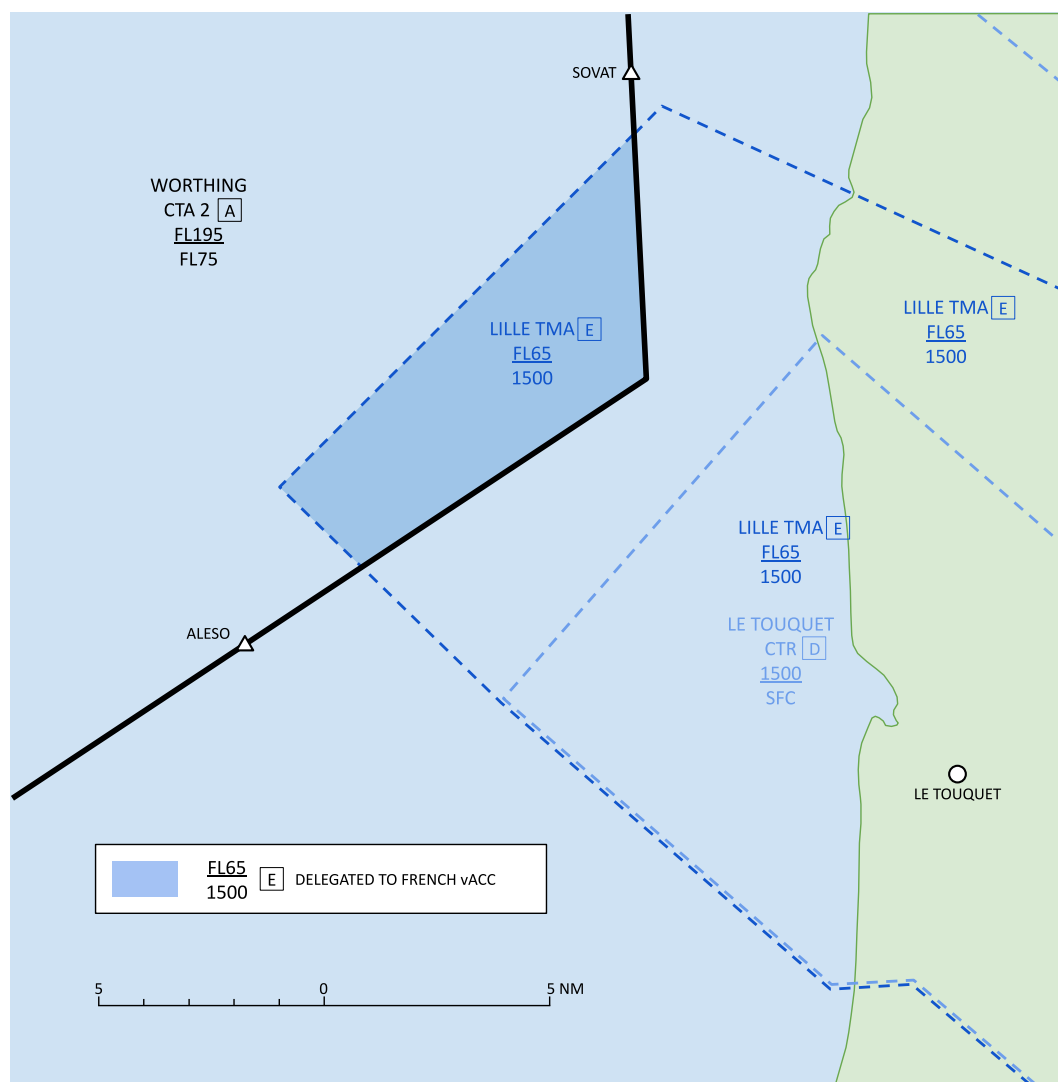 SOVAT
WORTHING
CTA 2 A
FL195
FL75
LILLE TMA E
FL65
1500
LILLE TMA E
FL65
1500
LILLE TMA E
FL65
1500
LE TOUQUET
CTR D
1500
SFC
ALESO
LE TOUQUET
FL65
1500
E DELEGATED TO FRENCH vACC
5 0 5 NM